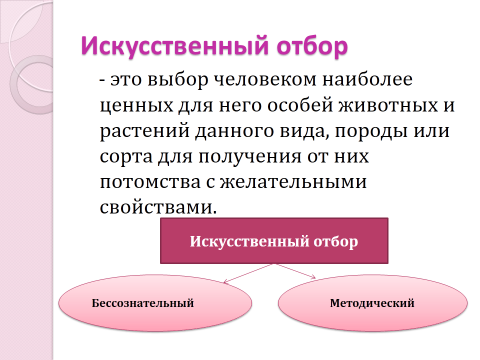 Искусственный отбор
- это выбор человеком наиболее
ценных для него особей животных и
растений данного вида, породы или
сорта для получения от них
потомства с желательными
свойствами.
Искусственный отбор
Бессознательный
Методический